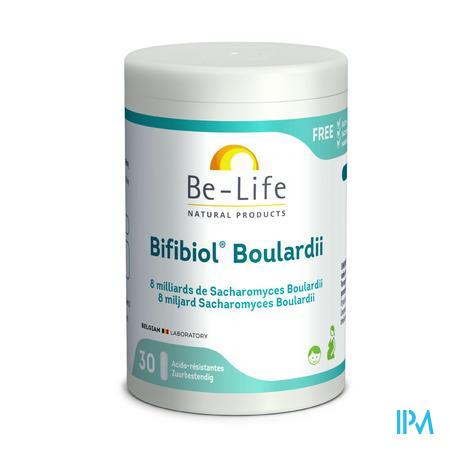 FREE
Be-Life
NATURAL PRODUCTS
Bifibiol® Boulardii
8 milliards de Sacharomyces Boulardii
8 miljard Sacharomyces Boulardii
BELGIAN LABORATORY
30 Acido-résistantes
Zuurbestendig
IPM